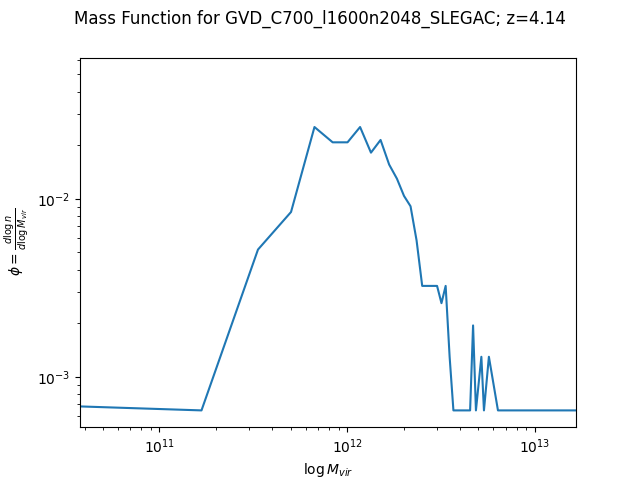 Mass Function for GVD_C700_l1600n2048_SLEGAC; z=4.14
10⁻²
10⁻³
ϕ = d log n / d log M_vir
10¹¹ 10¹² 10¹³
log M_vir